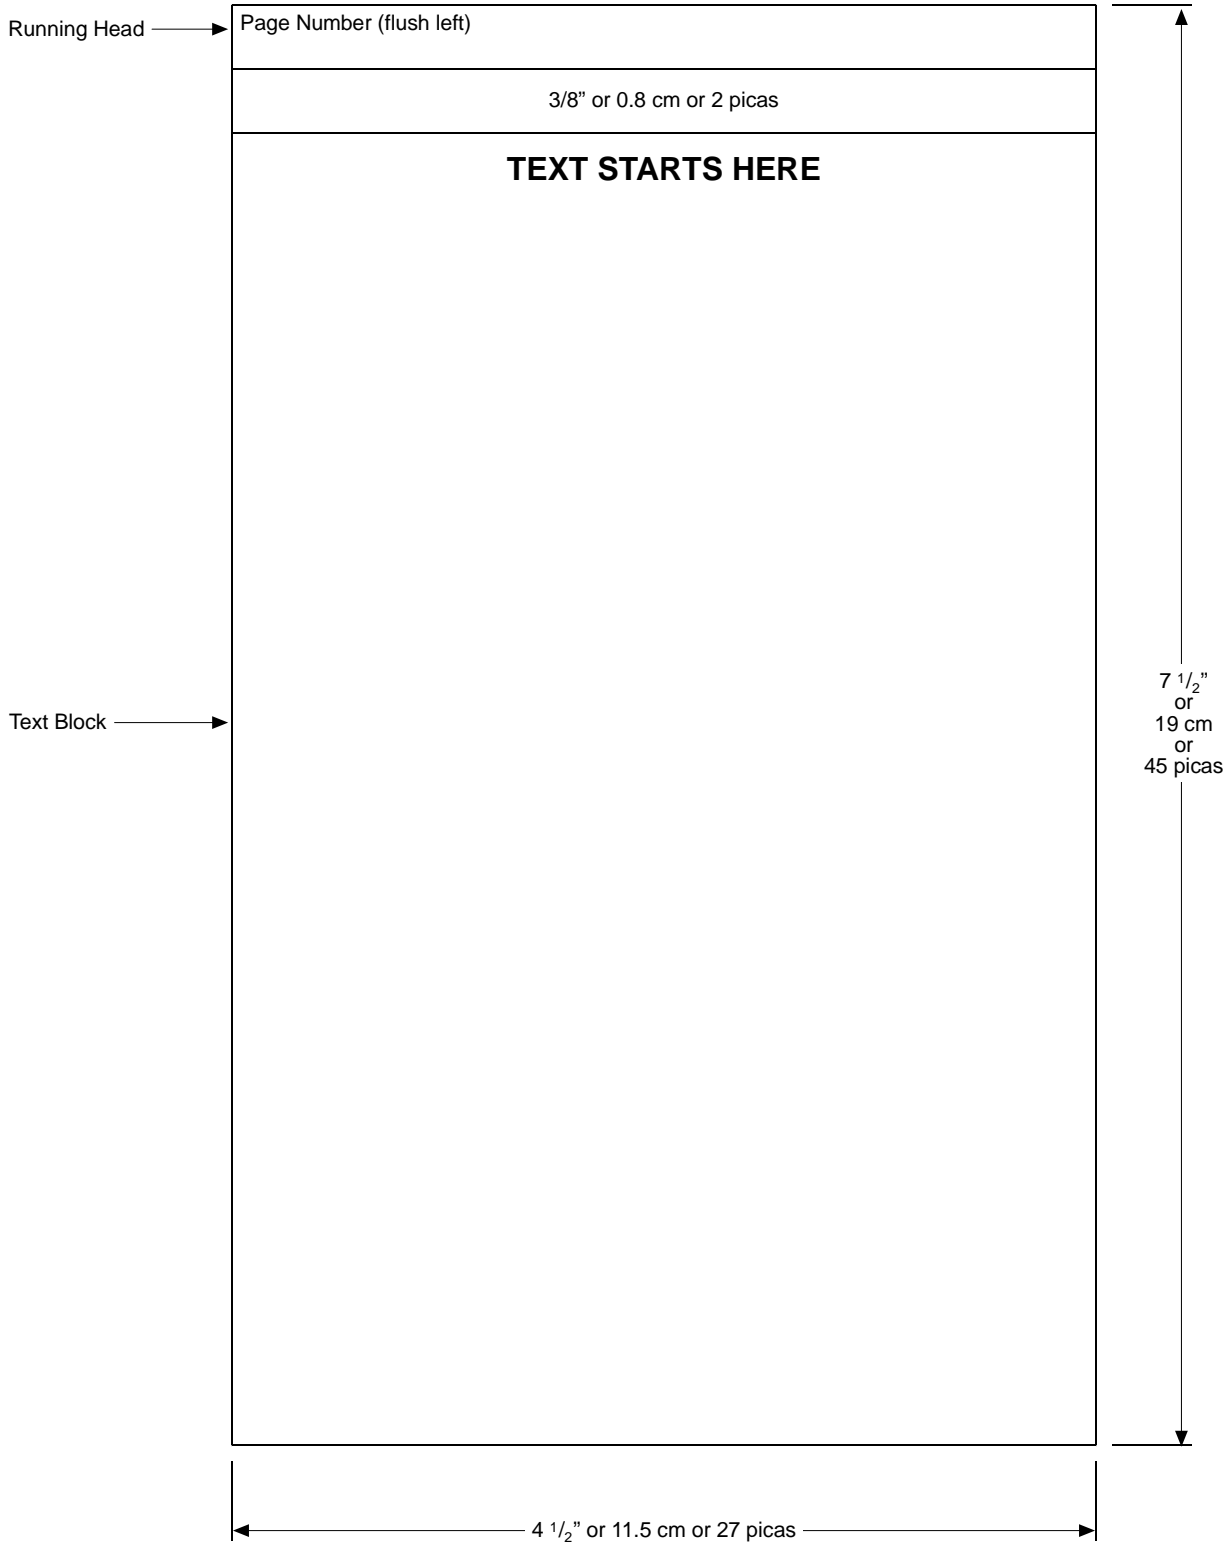 Running Head
Page Number (flush left)
3/8” or 0.8 cm or 2 picas
TEXT STARTS HERE
Text Block
7 1/2”
or
19 cm
or
45 picas
4 1/2” or 11.5 cm or 27 picas